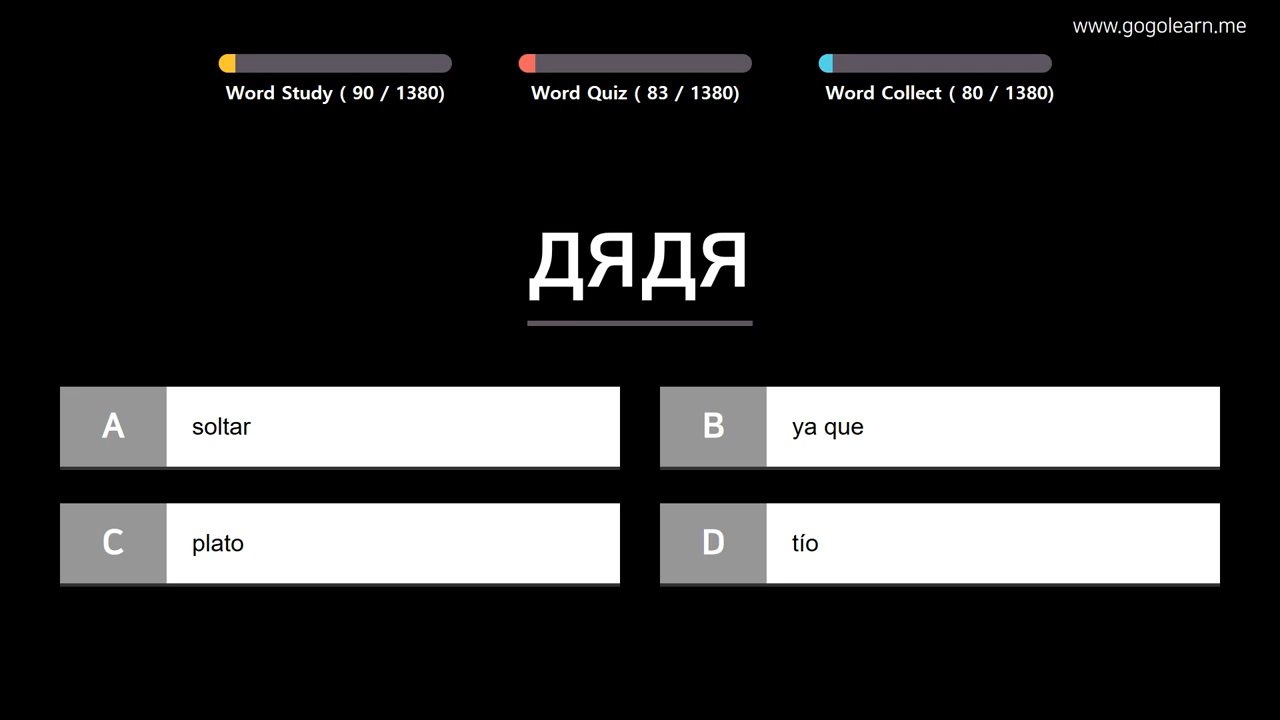 www.gogolearn.me
Word Study ( 90 / 1380)
Word Quiz ( 83 / 1380)
Word Collect ( 80 / 1380)
дядя
A soltar
B ya que
C plato
D tío